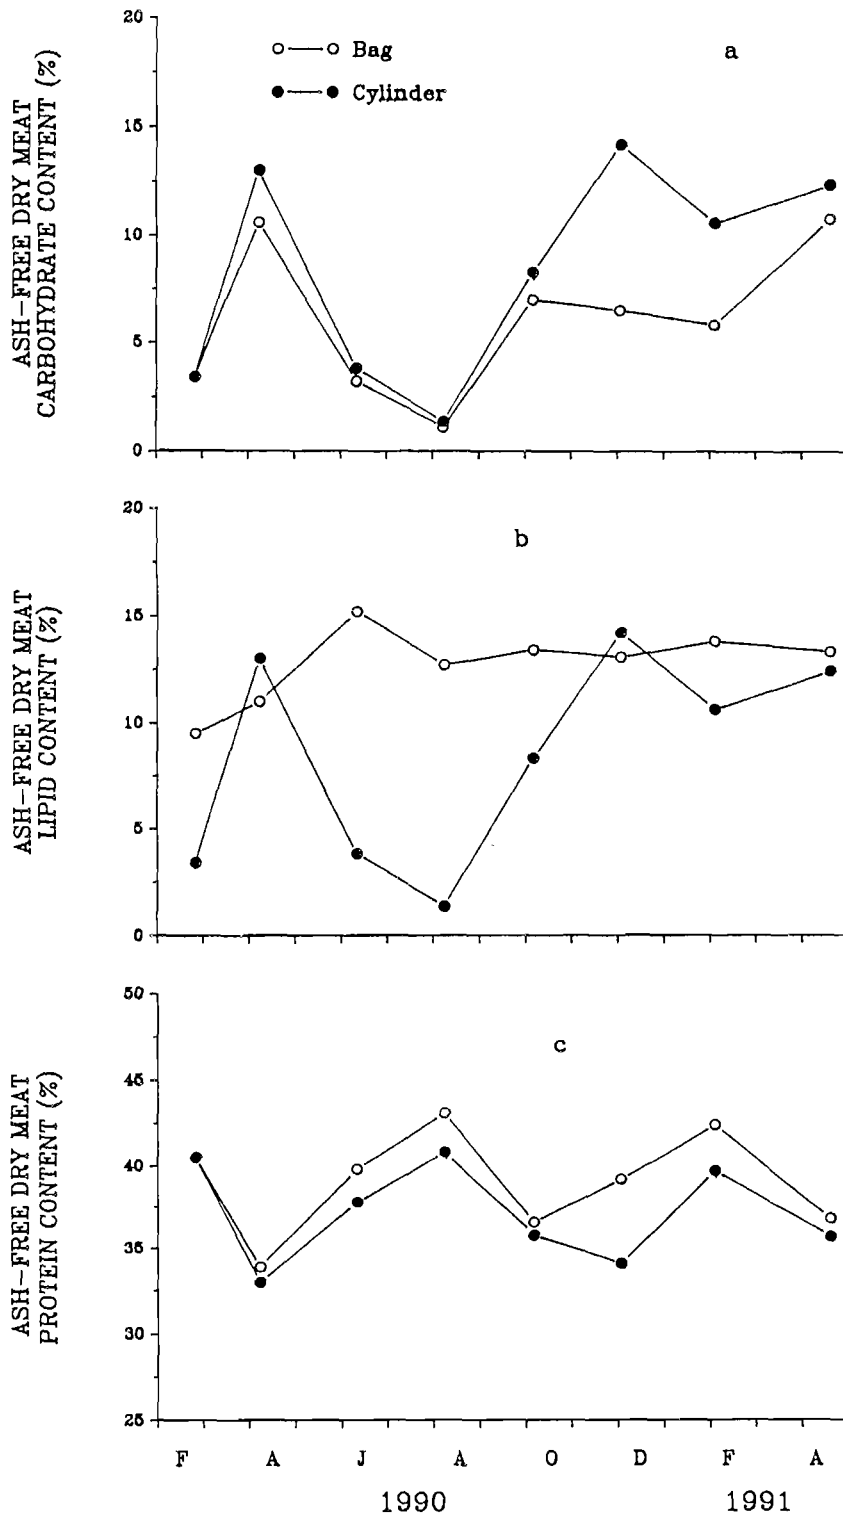 ASH-FREE DRY MEAT
CARBOHYDRATE CONTENT (%)
20
15
10
5
0
Bag
Cylinder
a
ASH-FREE DRY MEAT
LIPID CONTENT (%)
20
15
10
5
0
b
ASH-FREE DRY MEAT
PROTEIN CONTENT (%)
50
45
40
35
30
25
c
F A J A O D F A
1990 1991